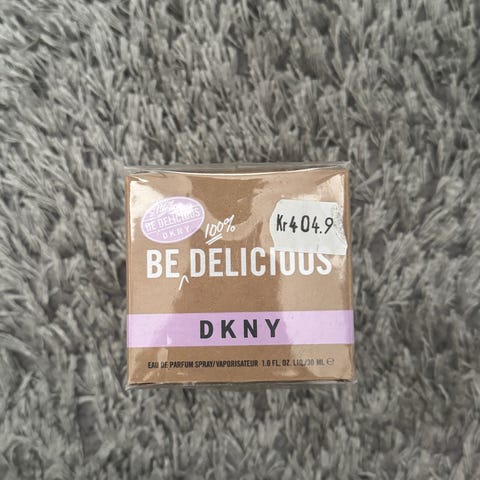 BE DELICIOUS
DKNY
100%
Kr404.9
BE DELICIOUS
DKNY
EAU DE PARFUM SPRAY/VAPORISATEUR 1.0 FL. OZ. LIQ./30 ML ℮